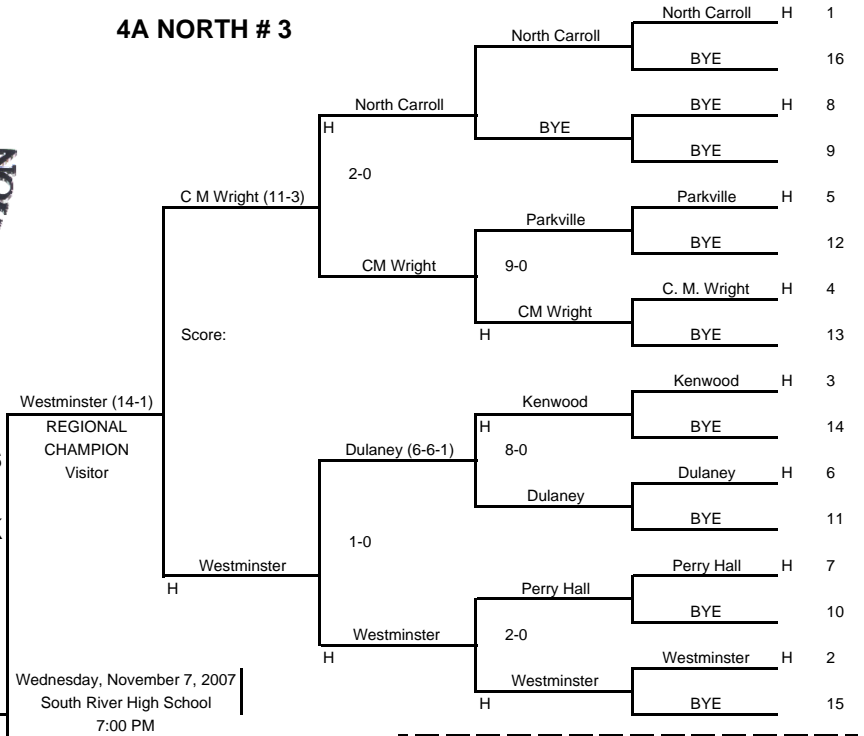 4A NORTH # 3
North Carroll H 1
North Carroll
BYE 16
North Carroll
BYE H 8
H
BYE
BYE 9
2-0
C M Wright (11-3)
Parkville H 5
Parkville
BYE 12
CM Wright
9-0
C. M. Wright H 4
CM Wright
Score:
H
BYE 13
Kenwood H 3
Westminster (14-1)
Kenwood
REGIONAL
H
BYE 14
CHAMPION
Dulaney (6-6-1)
8-0
Visitor
Dulaney H 6
Dulaney
BYE 11
1-0
Westminster
Perry Hall H 7
H
Perry Hall
BYE 10
Westminster
2-0
H
Westminster H 2
Wednesday, November 7, 2007
Westminster
South River High School
H
BYE 15
7:00 PM